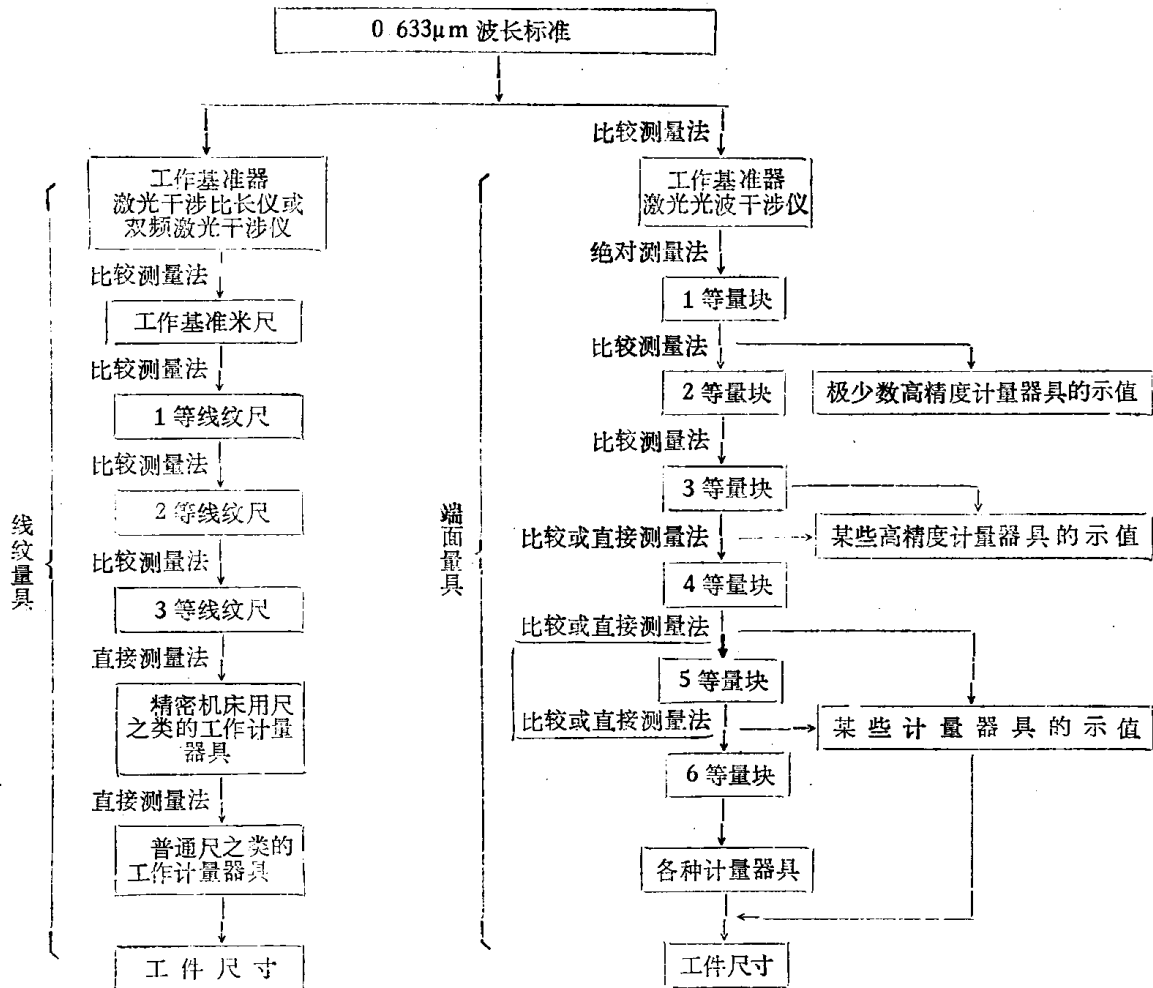 0 633μm 波长标准
比较测量法
工作基准器
激光干涉比长仪或
双频激光干涉仪
工作基准器
激光光波干涉仪
比较测量法
绝对测量法
工作基准米尺
1 等量块
比较测量法
比较测量法
1 等线纹尺
2 等量块
极少数高精度计量器具的示值
比较测量法
比较测量法
2 等线纹尺
3 等量块
线纹量具
端面量具
比较测量法
比较或直接测量法
某些高精度计量器具的示值
3 等线纹尺
4 等量块
直接测量法
比较或直接测量法
精密机床用尺
之类的工作计量
器具
5 等量块
比较或直接测量法
某些计量器具的示值
6 等量块
直接测量法
普通尺之类的
工作计量器具
各种计量器具
工件尺寸
工件尺寸